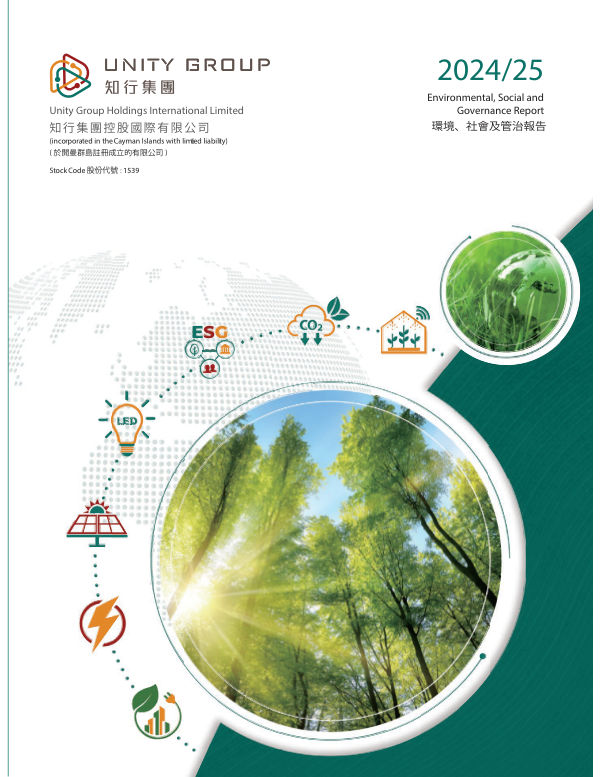 UNITY GROUP
知行集團
Unity Group Holdings International Limited
知行集團控股國際有限公司
(incorporated in the Cayman Islands with limited liability)
(於開曼群島註冊成立的有限公司)
Stock Code 股份代號 : 1539
2024/25
Environmental, Social and
Governance Report
環境、社會及管治報告
ESG
CO2
LED